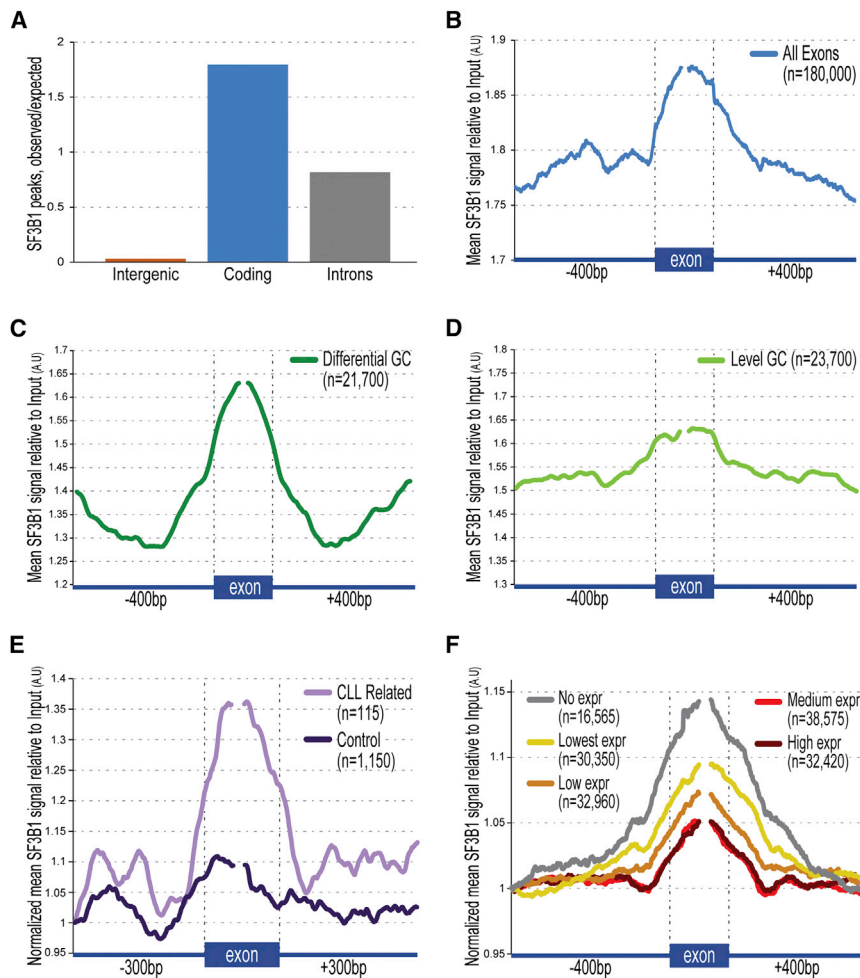 A
SF3B1 peaks, observed/expected
2
1.5
1
0.5
0
Intergenic
Coding
Introns
B
Mean SF3B1 signal relative to Input (A.U)
1.9
1.85
1.8
1.75
1.7
All Exons
(n=180,000)
-400bp
exon
+400bp
C
Mean SF3B1 signal relative to Input (A.U)
1.7
1.65
1.6
1.55
1.5
1.45
1.4
1.35
1.3
1.25
1.2
Differential GC
(n=21,700)
-400bp
exon
+400bp
D
Mean SF3B1 signal relative to Input (A.U)
1.8
1.75
1.7
1.65
1.6
1.55
1.5
1.45
1.4
1.35
1.3
Level GC (n=23,700)
-400bp
exon
+400bp
E
Normalized mean SF3B1 signal relative to Input (A.U)
1.4
1.35
1.3
1.25
1.2
1.15
1.10
1.05
1
0.95
CLL Related
(n=115)
Control
(n=1,150)
-300bp
exon
+300bp
F
Normalized mean SF3B1 signal relative to Input (A.U)
1.15
1.10
1.05
1
0.95
No expr
(n=16,565)
Lowest expr
(n=30,350)
Low expr
(n=32,960)
Medium expr
(n=38,575)
High expr
(n=32,420)
-400bp
exon
+400bp